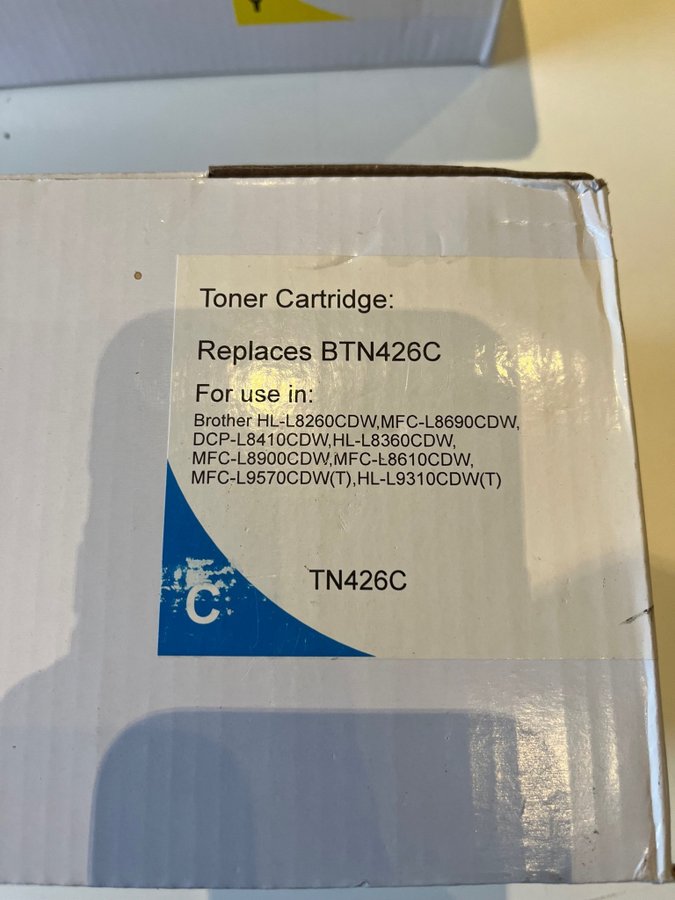 Y
Toner Cartridge:
Replaces BTN426C
For use in:
Brother HL-L8260CDW,MFC-L8690CDW,
DCP-L8410CDW,HL-L8360CDW,
MFC-L8900CDW,MFC-L8610CDW,
MFC-L9570CDW(T),HL-L9310CDW(T)
TN426C
C